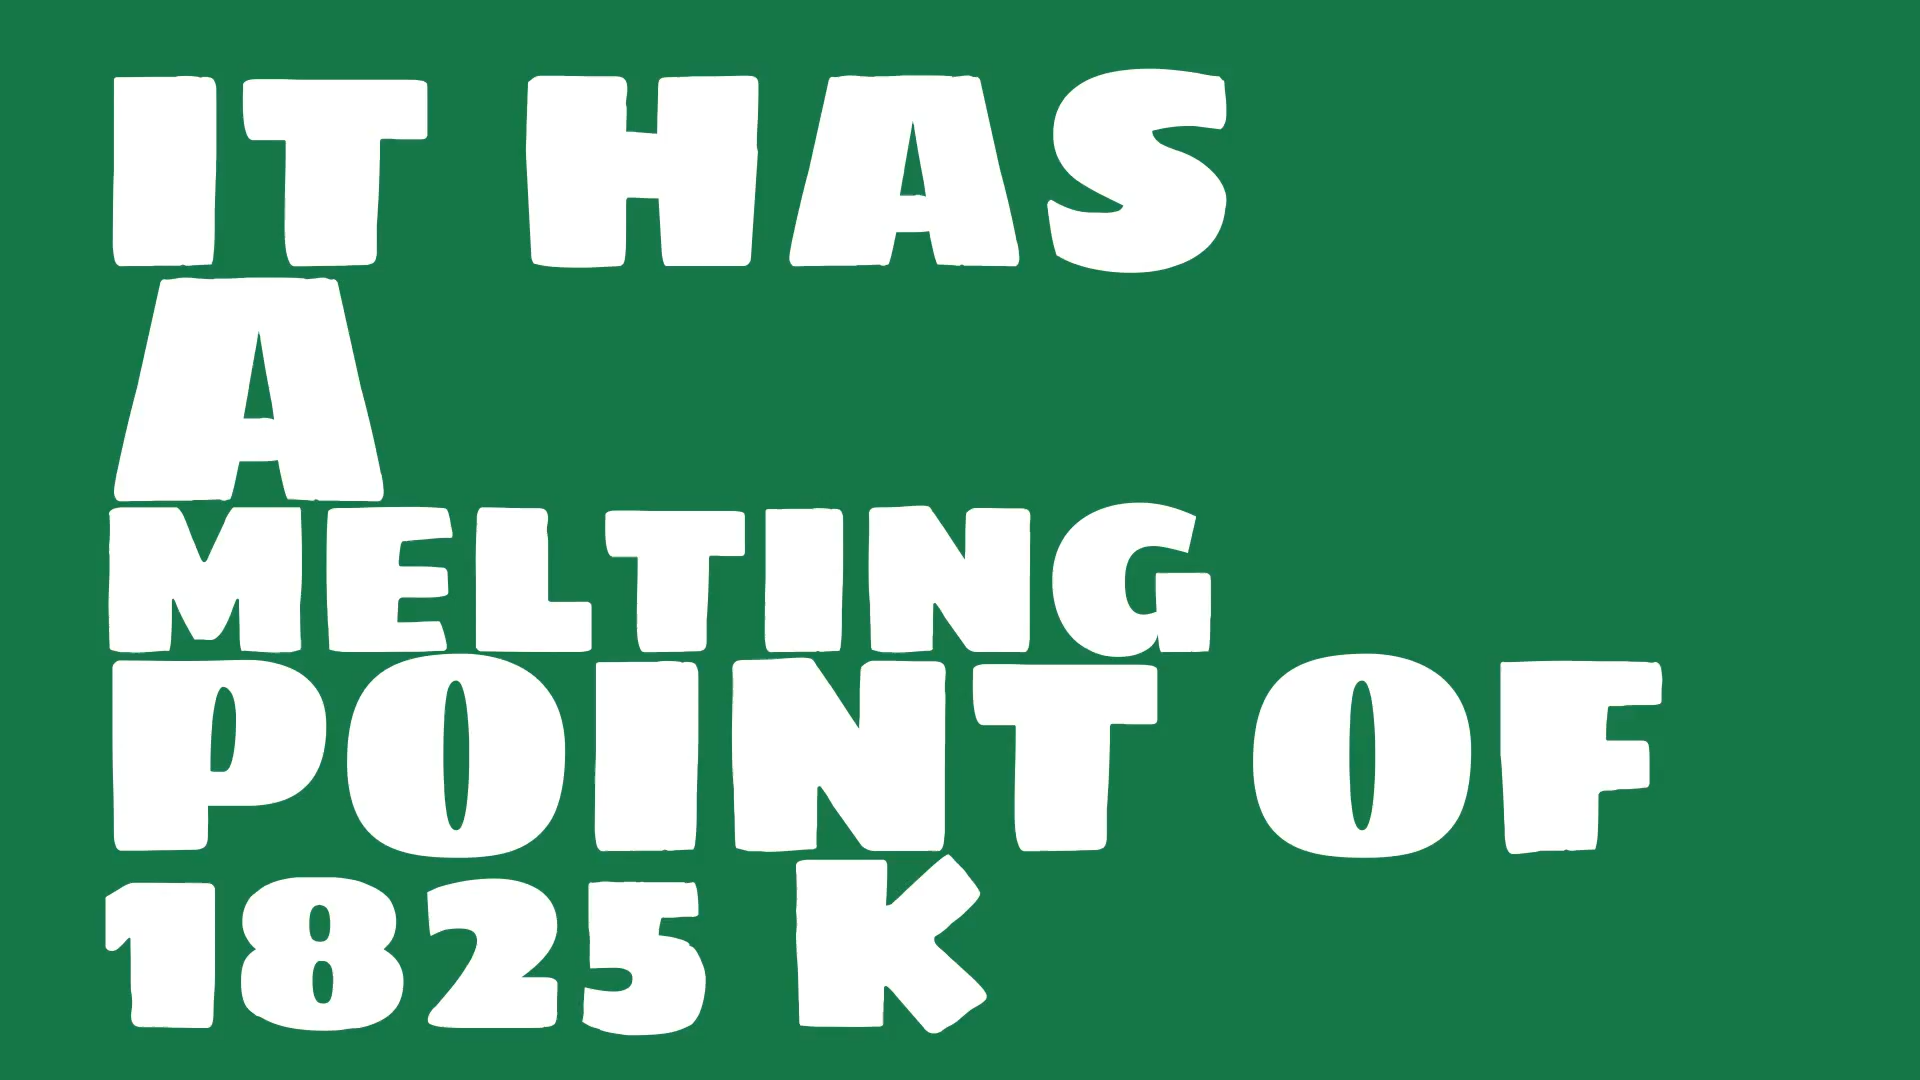 IT HAS
A
MELTING
POINT OF
1825 K